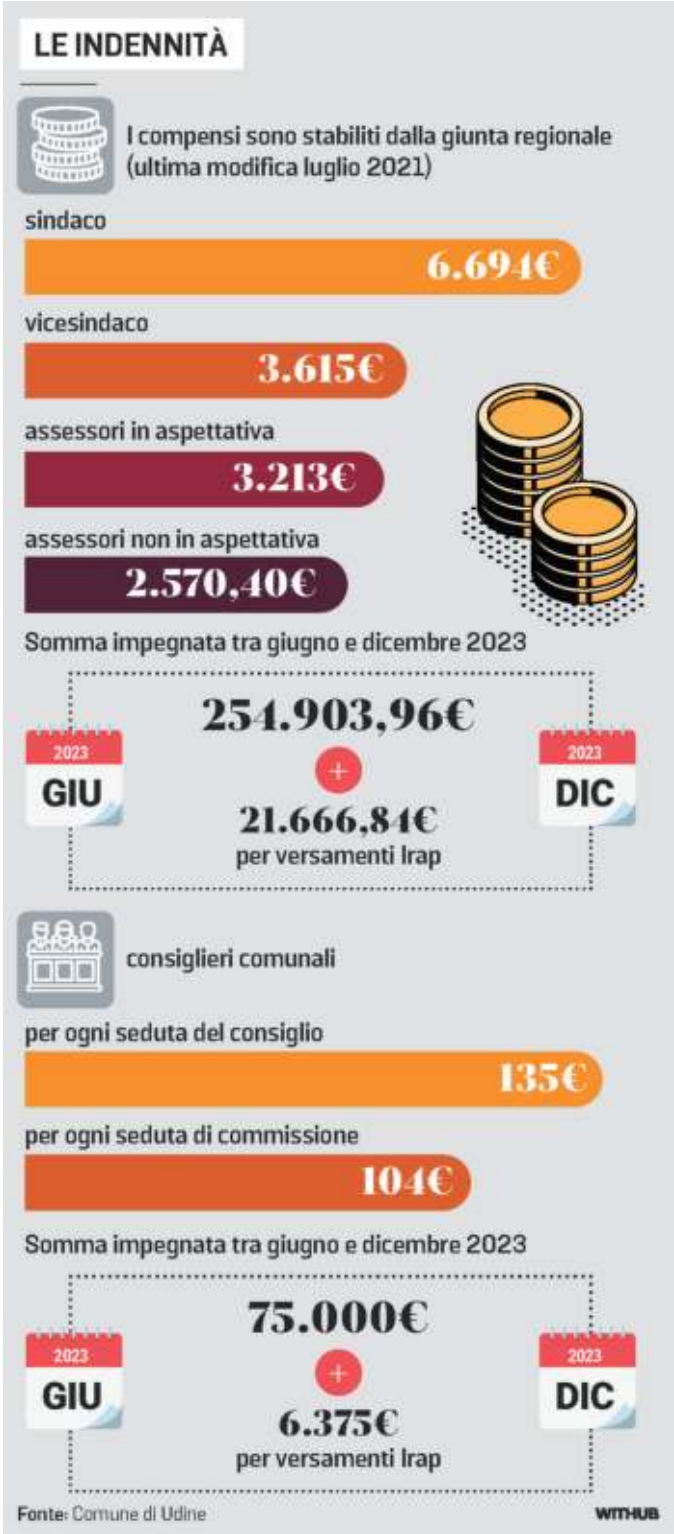 LE INDENNITÀ
I compensi sono stabiliti dalla giunta regionale
(ultima modifica luglio 2021)
sindaco
6.694€
vicesindaco
3.615€
assessori in aspettativa
3.213€
assessori non in aspettativa
2.570,40€
Somma impegnata tra giugno e dicembre 2023
254.903,96€
2023
GIU
+
2023
DIC
21.666,84€
per versamenti Irap
consiglieri comunali
per ogni seduta del consiglio
135€
per ogni seduta di commissione
104€
Somma impegnata tra giugno e dicembre 2023
75.000€
2023
GIU
+
2023
DIC
6.375€
per versamenti Irap
Fonte: Comune di Udine
WITHUB